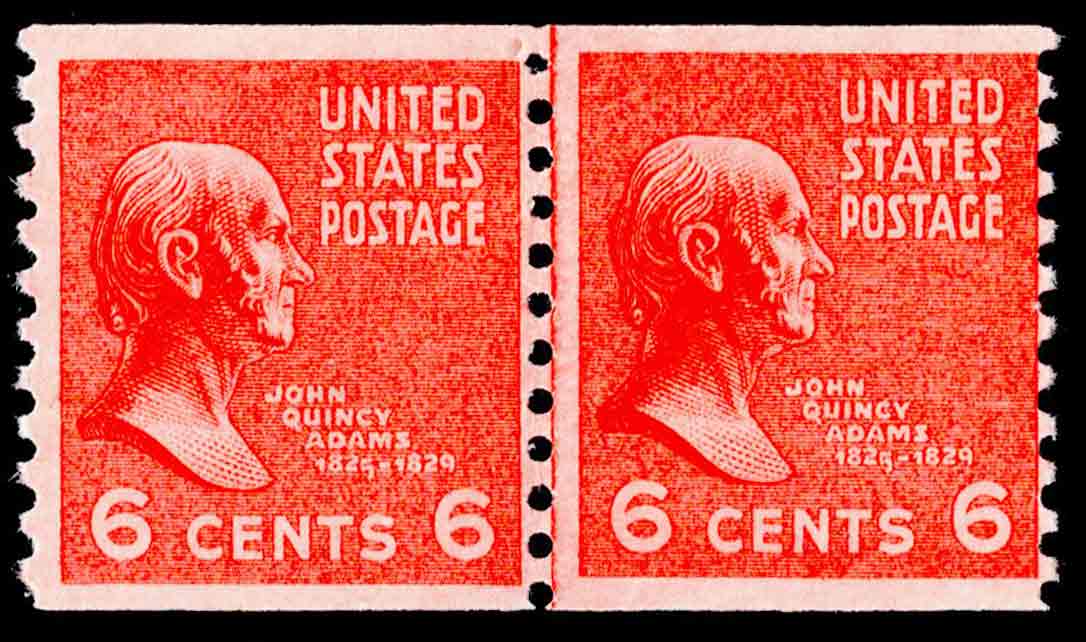 UNITED
STATES
POSTAGE
JOHN
QUINCY
ADAMS
1825-1829
6 CENTS 6
UNITED
STATES
POSTAGE
JOHN
QUINCY
ADAMS
1825-1829
6 CENTS 6